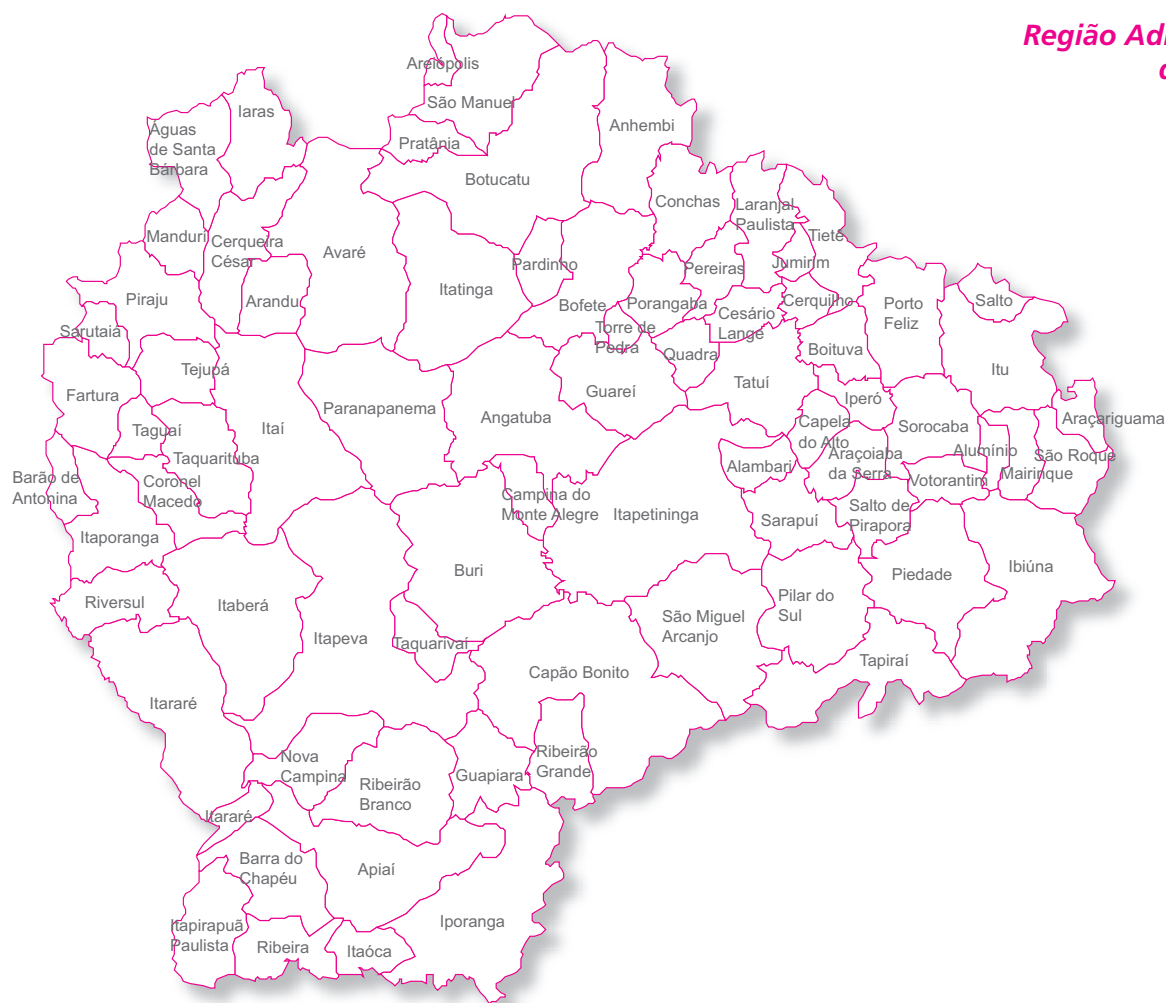 Região Ad
Areiópolis
São Manuel
Iaras
Anhembi
Águas
de Santa
Bárbara
Pratânia
Botucatu
Conchas
Laranjal
Paulista
Manduri
Cerqueira
César
Avaré
Tietê
Pardinho
Pereiras
Jumirim
Itatinga
Piraju
Arandu
Bofete
Porangaba
Cerquilho
Porto
Feliz
Salto
Cesário
Lange
Sarutaiá
Torre de
Pedra
Quadra
Boituva
Tejupá
Itu
Fartura
Paranapanema
Angatuba
Guareí
Tatuí
Iperó
Araçariguama
Taguaí
Itaí
Capela
do Alto
Sorocaba
Taquarituba
Araçoiaba
da Serra
Alumínio
São Roque
Barão de
Antonina
Coronel
Macedo
Alambari
Votorantim
Mairinque
Campina do
Monte Alegre
Itapetininga
Sarapuí
Salto de
Pirapora
Itaporanga
Buri
Piedade
Ibiúna
Riversul
Itaberá
Pilar do
Sul
São Miguel
Arcanjo
Itapeva
Taquarivaí
Capão Bonito
Tapiraí
Itararé
Nova
Campina
Ribeirão
Branco
Guapiara
Ribeirão
Grande
Itararé
Barra do
Chapéu
Apiaí
Itapirapuã
Paulista
Iporanga
Ribeira
Itaóca